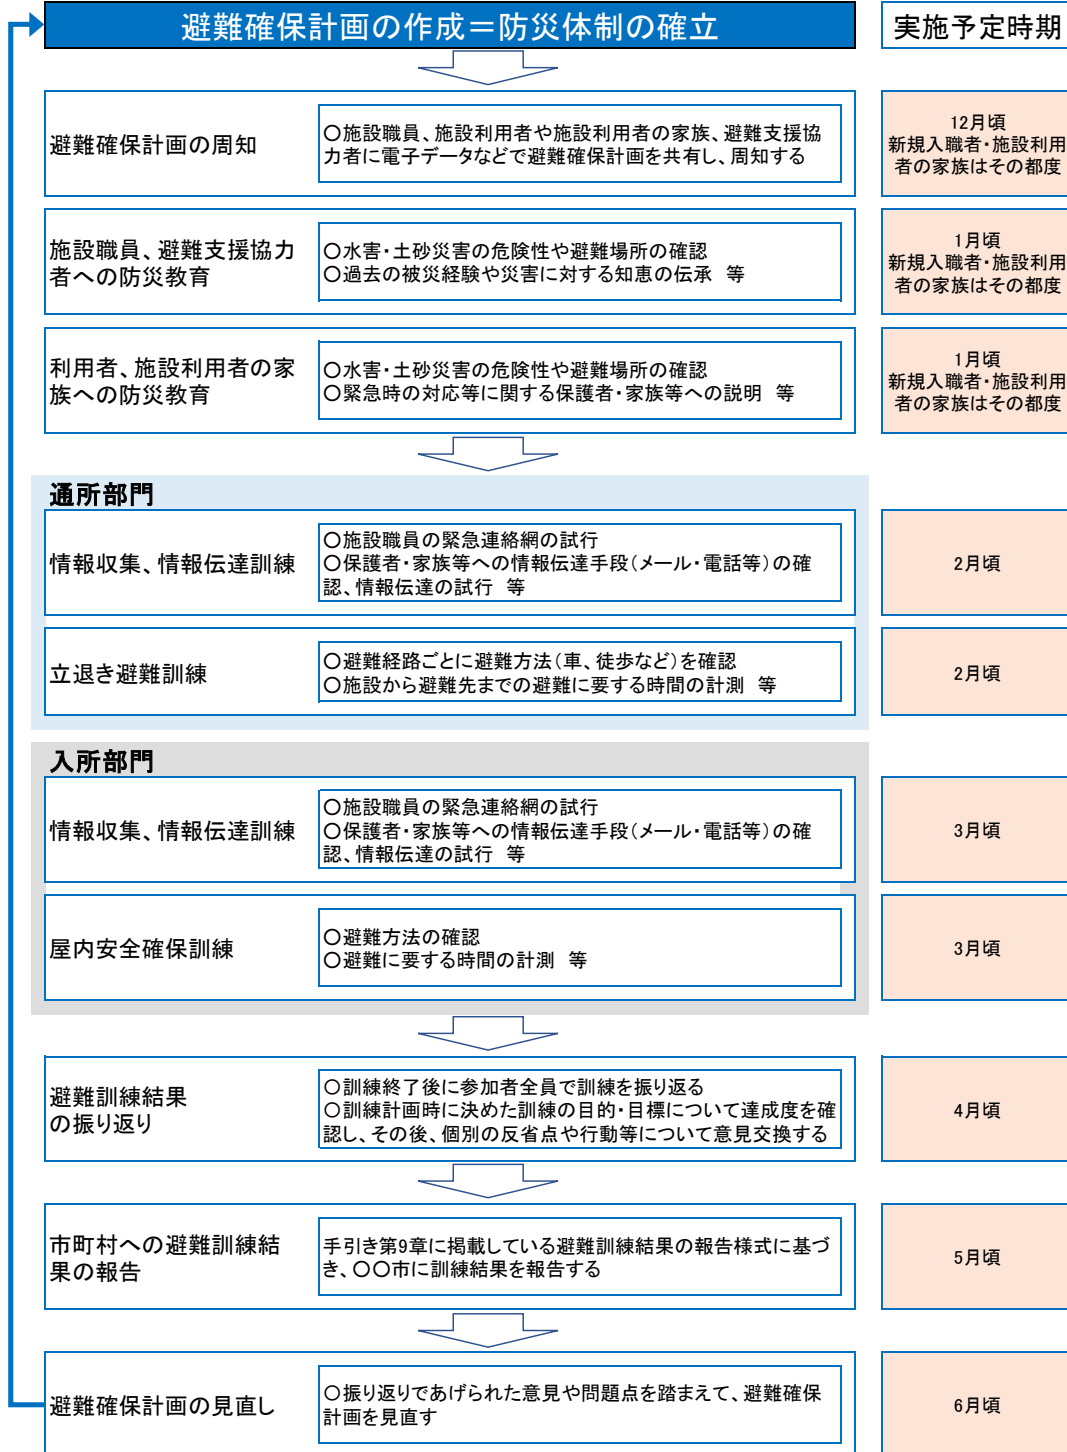 避難確保計画の作成＝防災体制の確立
実施予定時期
避難確保計画の周知
〇施設職員、施設利用者や施設利用者の家族、避難支援協
力者に電子データなどで避難確保計画を共有し、周知する
12月頃
新規入職者・施設利用
者の家族はその都度
施設職員、避難支援協力
者への防災教育
〇水害・土砂災害の危険性や避難場所の確認
〇過去の被災経験や災害に対する知恵の伝承　等
1月頃
新規入職者・施設利用
者の家族はその都度
利用者、施設利用者の家
族への防災教育
〇水害・土砂災害の危険性や避難場所の確認
〇緊急時の対応等に関する保護者・家族等への説明　等
1月頃
新規入職者・施設利用
者の家族はその都度
通所部門
情報収集、情報伝達訓練
〇施設職員の緊急連絡網の試行
〇保護者・家族等への情報伝達手段（メール・電話等）の確
認、情報伝達の試行　等
2月頃
立退き避難訓練
〇避難経路ごとに避難方法（車、徒歩など）を確認
〇施設から避難先までの避難に要する時間の計測　等
2月頃
入所部門
情報収集、情報伝達訓練
〇施設職員の緊急連絡網の試行
〇保護者・家族等への情報伝達手段（メール・電話等）の確
認、情報伝達の試行　等
3月頃
屋内安全確保訓練
〇避難方法の確認
〇避難に要する時間の計測　等
3月頃
避難訓練結果
の振り返り
〇訓練終了後に参加者全員で訓練を振り返る
〇訓練計画時に決めた訓練の目的・目標について達成度を確
認し、その後、個別の反省点や行動等について意見交換する
4月頃
市町村への避難訓練結
果の報告
手引き第9章に掲載している避難訓練結果の報告様式に基づ
き、〇〇市に訓練結果を報告する
5月頃
避難確保計画の見直し
〇振り返りであげられた意見や問題点を踏まえて、避難確保
計画を見直す
6月頃